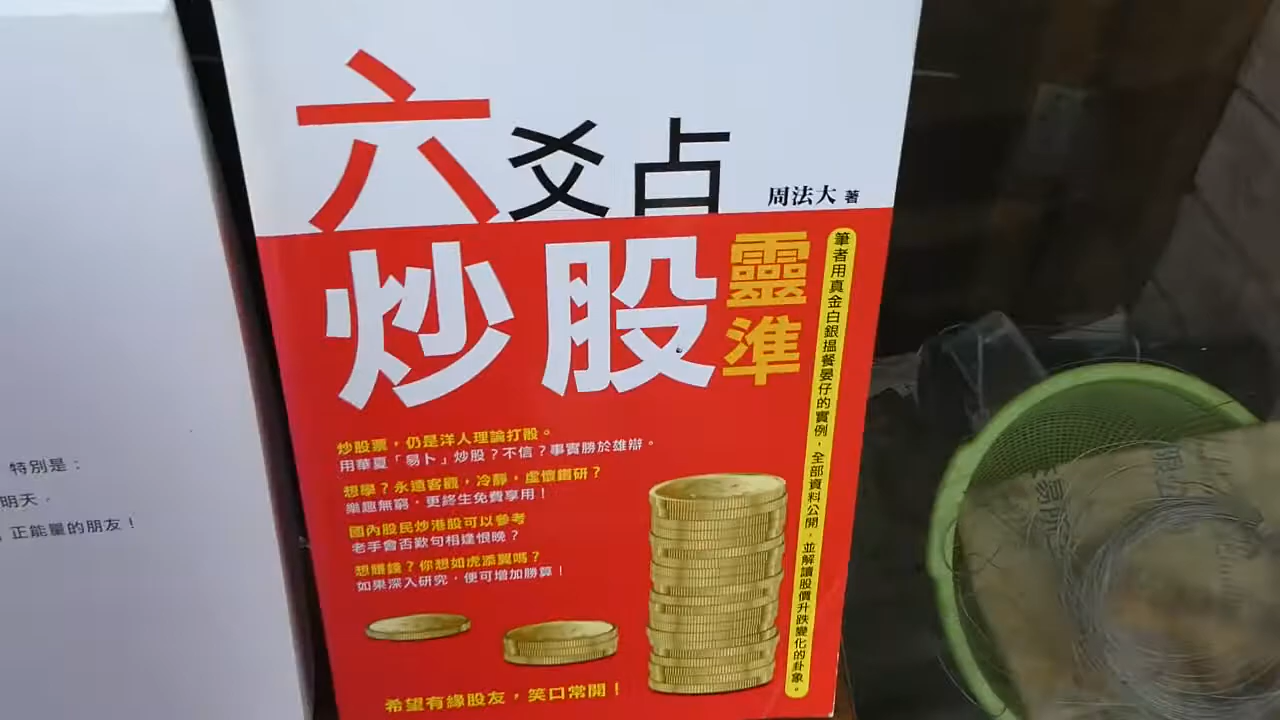 六爻占
周法大 著
炒股靈準
筆者用真金白銀搵餐晏仔的實例，全部資料公開，並解讀股價升跌變化的卦象。
炒股票，仍是洋人理論打骰。
用華夏「易卜」炒股？不信？事實勝於雄辯。
想學？永遠客觀，冷靜，虛懷鑽研？
樂趣無窮，更終生免費享用！
國內股民炒港股可以參考
老手會否歎句相逢恨晚？
想賺錢？你想如虎添翼嗎？
如果深入研究，便可增加勝算！
希望有緣股友，笑口常開！
特別是：
明天。
正能量的朋友！